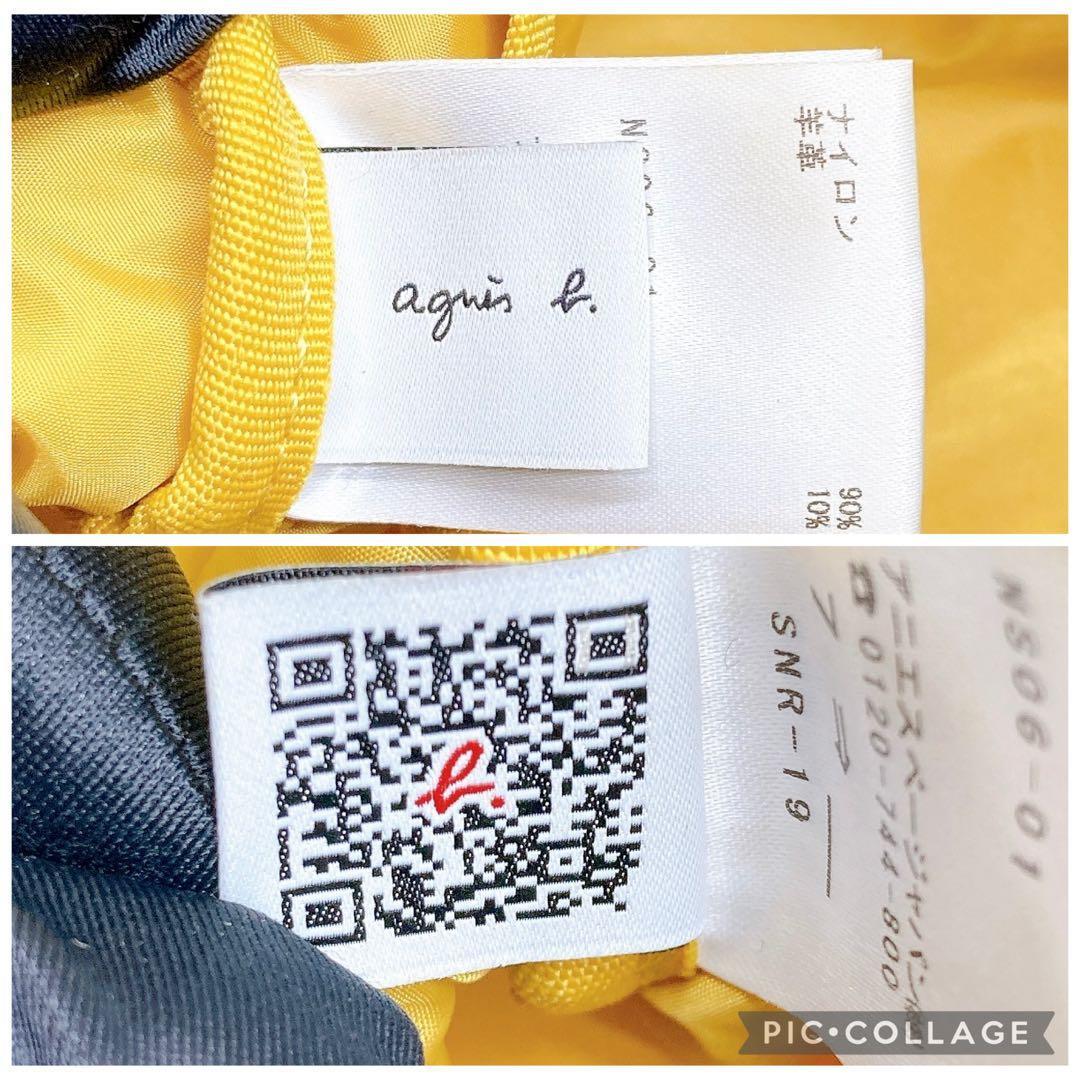 agnès b.
ナイロン
羊革
90%
10%
b.
SNR-19
アニエスベージャパン
☎0120-744-800
NS06-01
PIC•COLLAGE